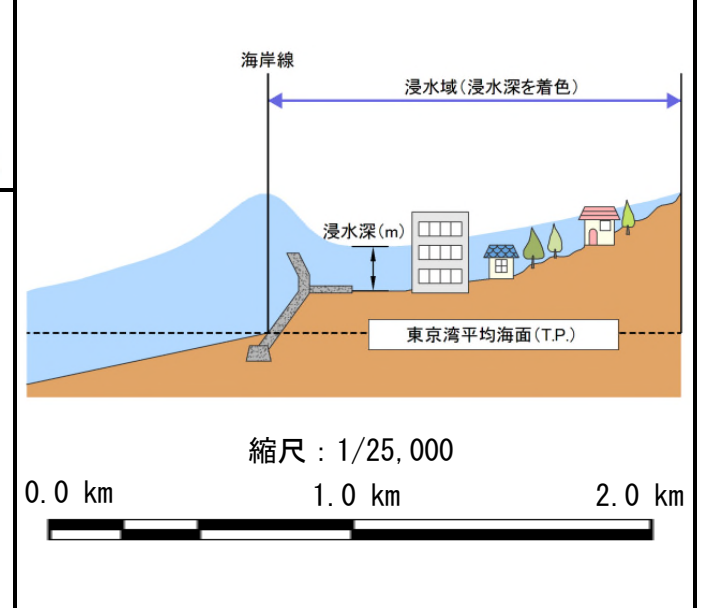 海岸線
浸水域(浸水深を着色)
浸水深(m)
東京湾平均海面(T.P.)
縮尺：1/25,000
0.0 km 1.0 km 2.0 km